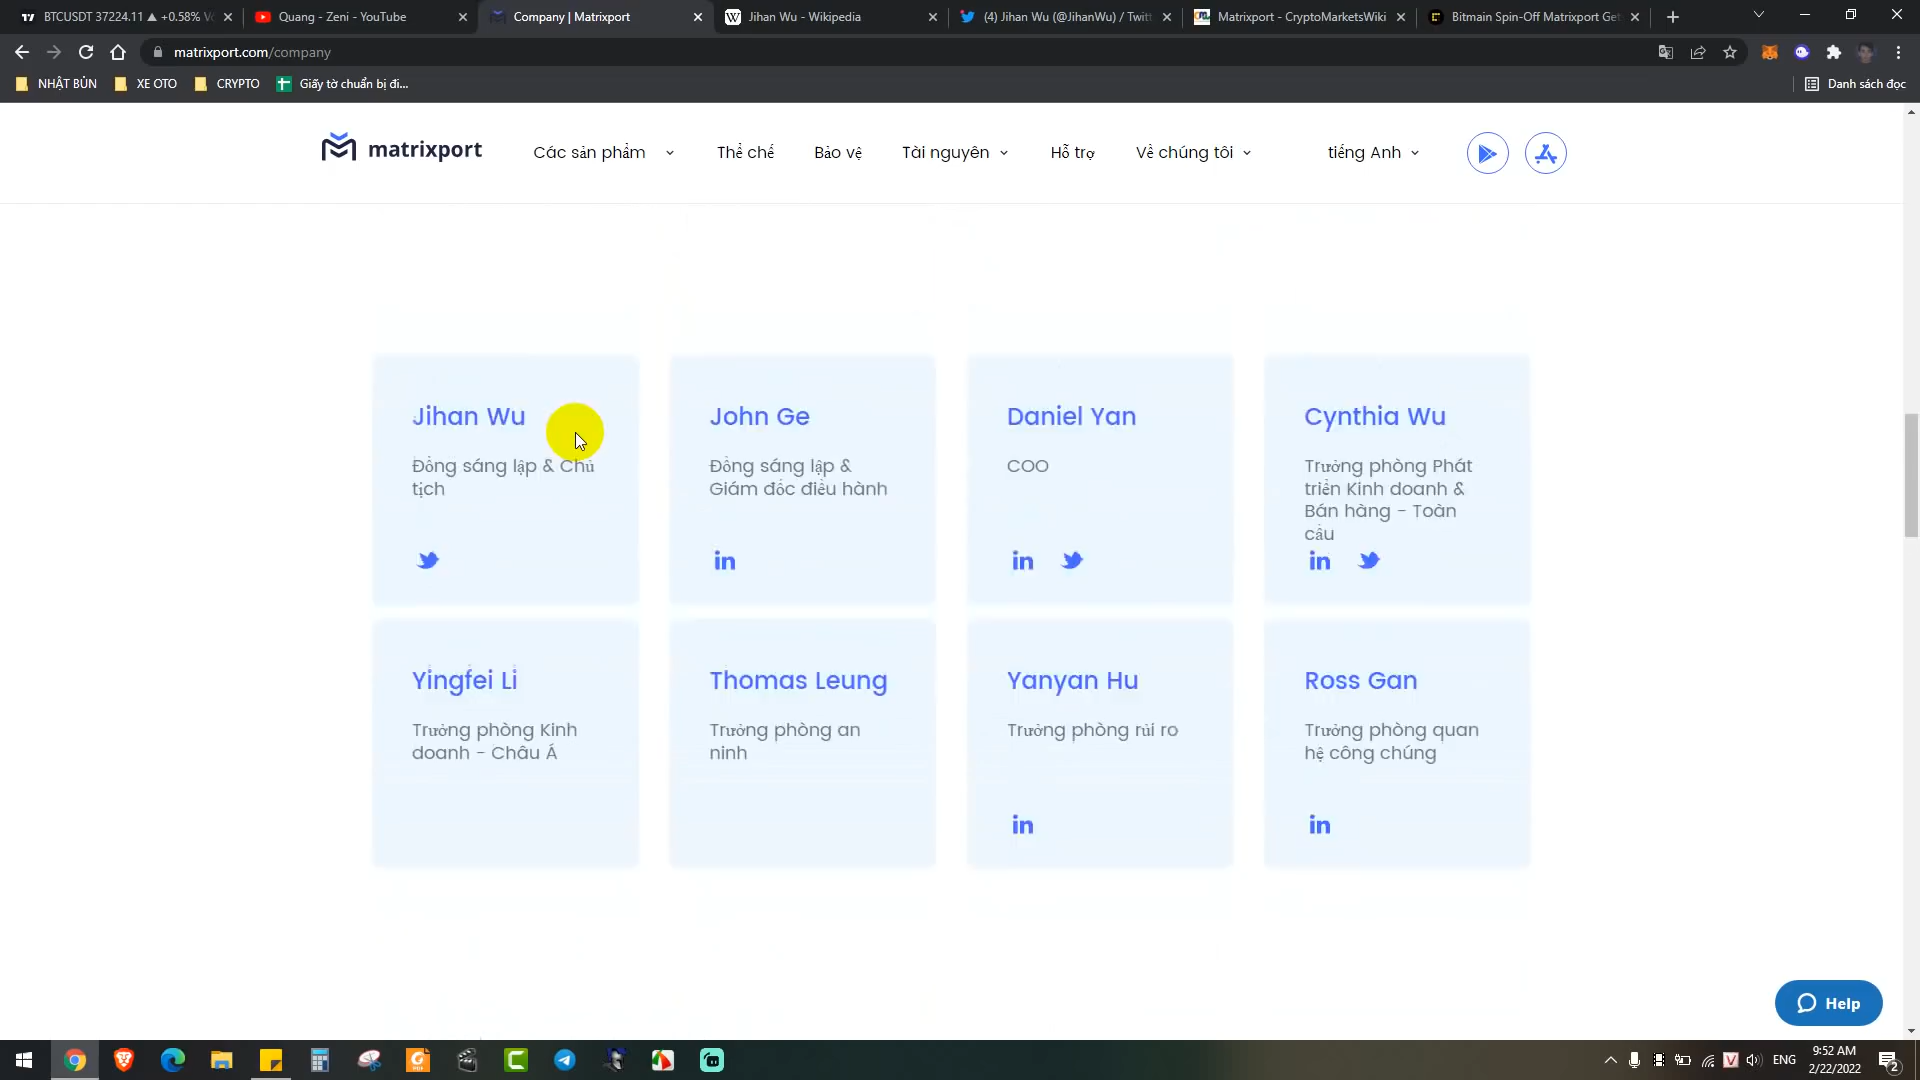 BTCUSDT 37224.11 ▲ +0.58%
Quang - Zeni - YouTube
Company | Matrixport
Jihan Wu - Wikipedia
(4) Jihan Wu (@JihanWu) / Twitt
Matrixport - CryptoMarketsWiki
Bitmain Spin-Off Matrixport Get
matrixport.com/company
NHẬT BỦN
XE OTO
CRYPTO
Giấy tờ chuẩn bị đi...
Danh sách đọc
matrixport
Các sản phẩm
Thể chế
Bảo vệ
Tài nguyên
Hỗ trợ
Về chúng tôi
tiếng Anh
Jihan Wu
Đồng sáng lập & Chủ
tịch
John Ge
Đồng sáng lập &
Giám đốc điều hành
Daniel Yan
COO
Cynthia Wu
Trưởng phòng Phát
triển Kinh doanh &
Bán hàng - Toàn
cầu
Yingfei Li
Trưởng phòng Kinh
doanh - Châu Á
Thomas Leung
Trưởng phòng an
ninh
Yanyan Hu
Trưởng phòng rủi ro
Ross Gan
Trưởng phòng quan
hệ công chúng
Help
ENG
9:52 AM
2/22/2022
2